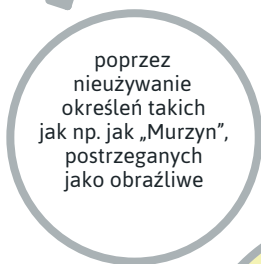 poprzez
nieużywanie
określeń takich
jak np. jak „Murzyn”,
postrzeganych
jako obraźliwe